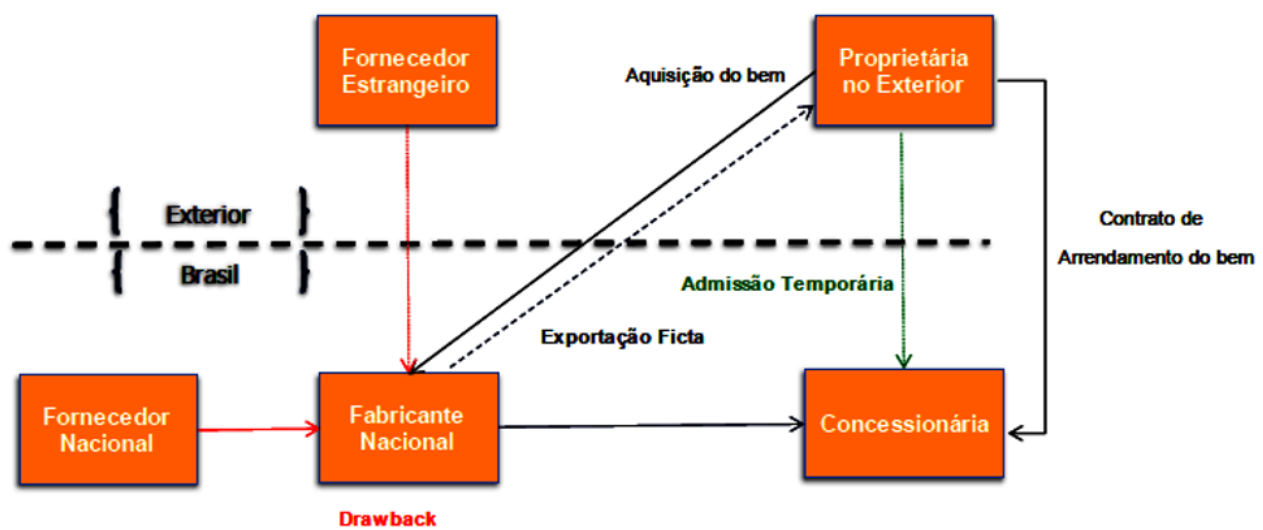 Fornecedor
Estrangeiro
Proprietária
no Exterior
Aquisição do bem
{ Exterior }
{ Brasil }
Contrato de
Arrendamento do bem
Admissão Temporária
Exportação Ficta
Fornecedor
Nacional
Fabricante
Nacional
Concessionária
Drawback